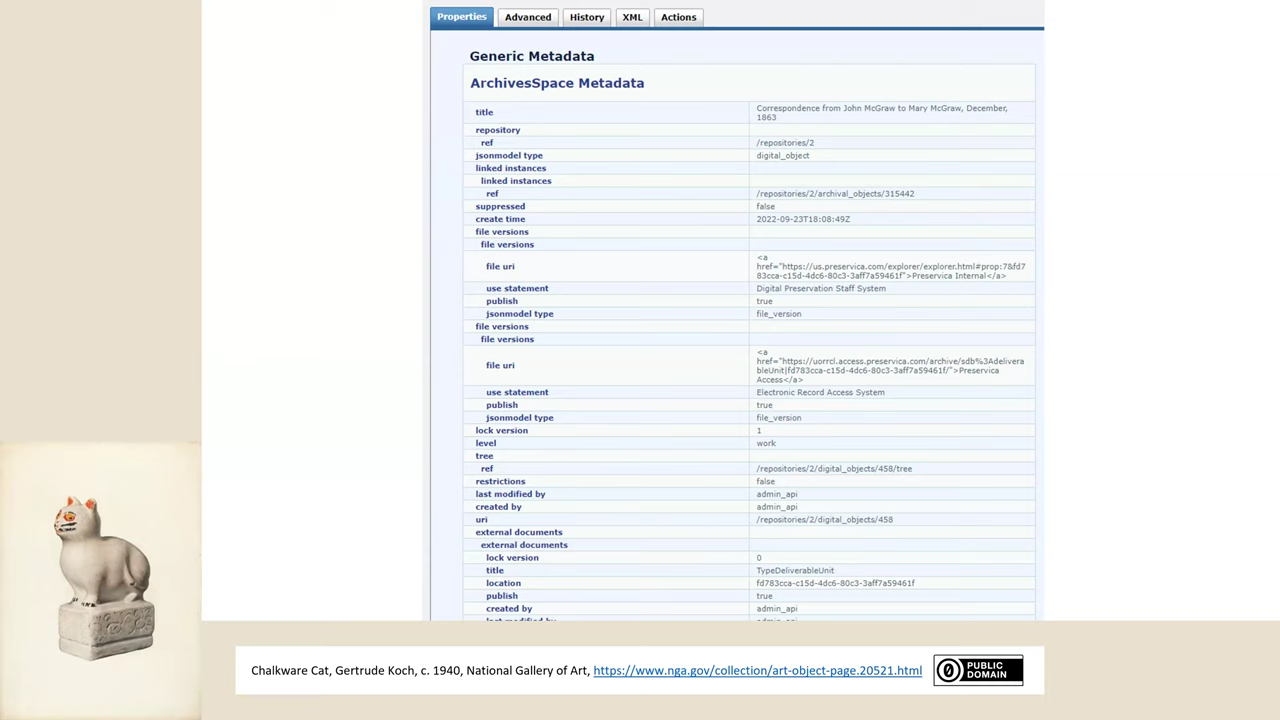 Properties Advanced History XML Actions
Generic Metadata
ArchivesSpace Metadata
title Correspondence from John McGraw to Mary McGraw, December,
1863
repository
ref /repositories/2
jsonmodel type digital_object
linked instances
linked instances
ref /repositories/2/archival_objects/315442
suppressed false
create time 2022-09-23T18:08:49Z
file versions
file versions
<a
file uri href="https://us.preservica.com/explorer/explorer.html#prop:7&fd7
83cca-c15d-4dc6-80c3-3aff7a59461f">Preservica Internal</a>
use statement Digital Preservation Staff System
publish true
jsonmodel type file_version
file versions
file versions
<a
href="https://uorrcl.access.preservica.com/archive/sdb%3Adelivera
file uri bleUnit|fd783cca-c15d-4dc6-80c3-3aff7a59461f/">Preservica
Access</a>
use statement Electronic Record Access System
publish true
jsonmodel type file_version
lock version 1
level work
tree
ref /repositories/2/digital_objects/458/tree
restrictions false
last modified by admin_api
created by admin_api
uri /repositories/2/digital_objects/458
external documents
external documents
lock version 0
title TypeDeliverableUnit
location fd783cca-c15d-4dc6-80c3-3aff7a59461f
publish true
created by admin_api
Chalkware Cat, Gertrude Koch, c. 1940, National Gallery of Art, https://www.nga.gov/collection/art-object-page.20521.html
0 PUBLIC
DOMAIN